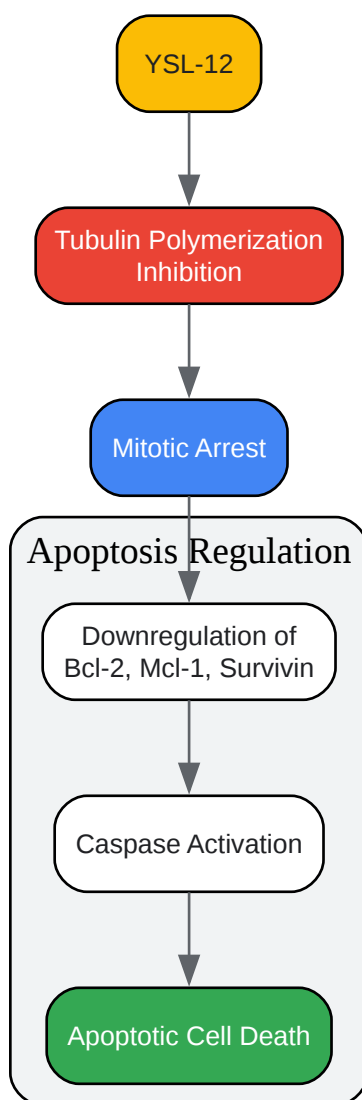 YSL-12
Tubulin Polymerization
Inhibition
Mitotic Arrest
Apoptosis Regulation
Downregulation of
Bcl-2, Mcl-1, Survivin
Caspase Activation
Apoptotic Cell Death